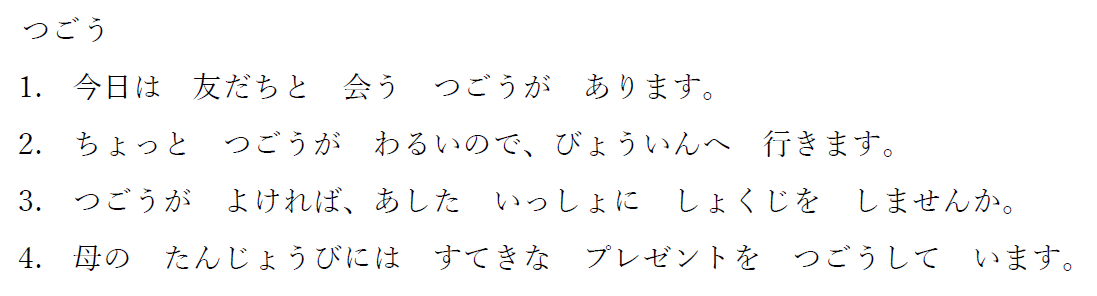 つごう
1.　今日は　友だちと　会う　つごうが　あります。
2.　ちょっと　つごうが　わるいので、びょういんへ　行きます。
3.　つごうが　よければ、あした　いっしょに　しょくじを　しませんか。
4.　母の　たんじょうびには　すてきな　プレゼントを　つごうして　います。